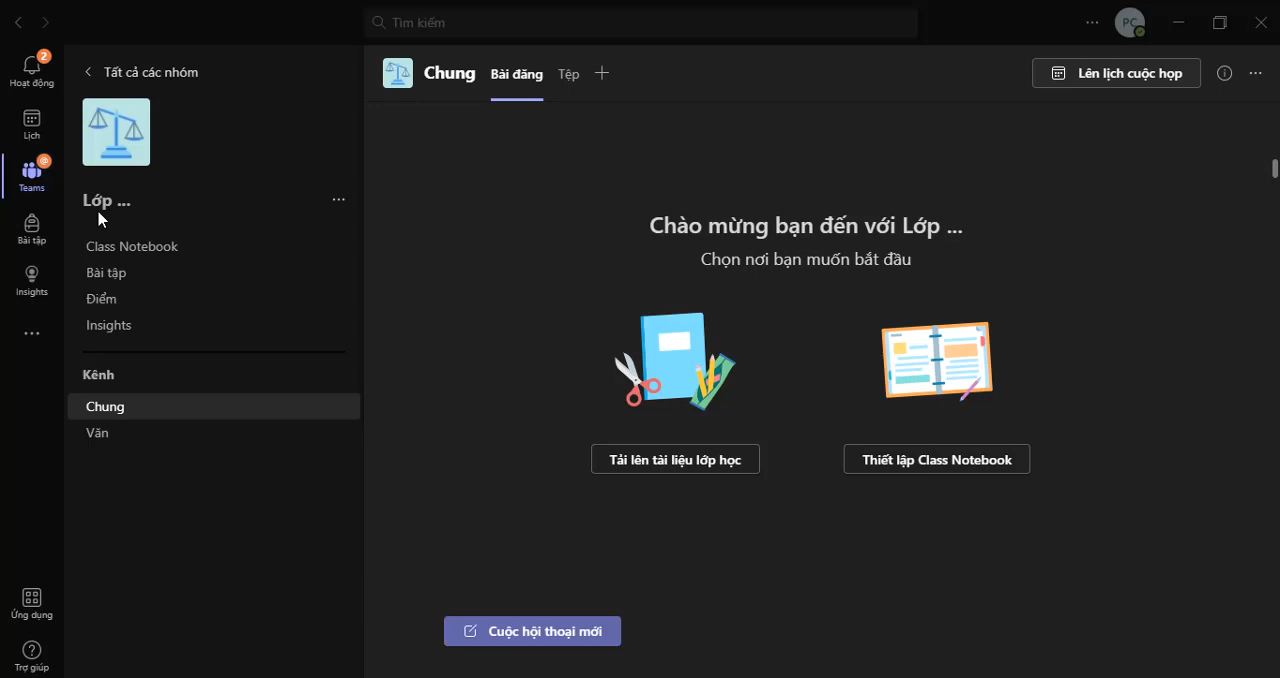 Tìm kiếm
...
PC
2
Hoạt động
Lịch
@
Teams
Bài tập
Insights
...
Ứng dụng
Trợ giúp
Tất cả các nhóm
Lớp ...
...
Class Notebook
Bài tập
Điểm
Insights
Kênh
Chung
Văn
Chung Bài đăng Tệp +
Lên lịch cuộc họp
...
Chào mừng bạn đến với Lớp ...
Chọn nơi bạn muốn bắt đầu
Tải lên tài liệu lớp học
Thiết lập Class Notebook
Cuộc hội thoại mới